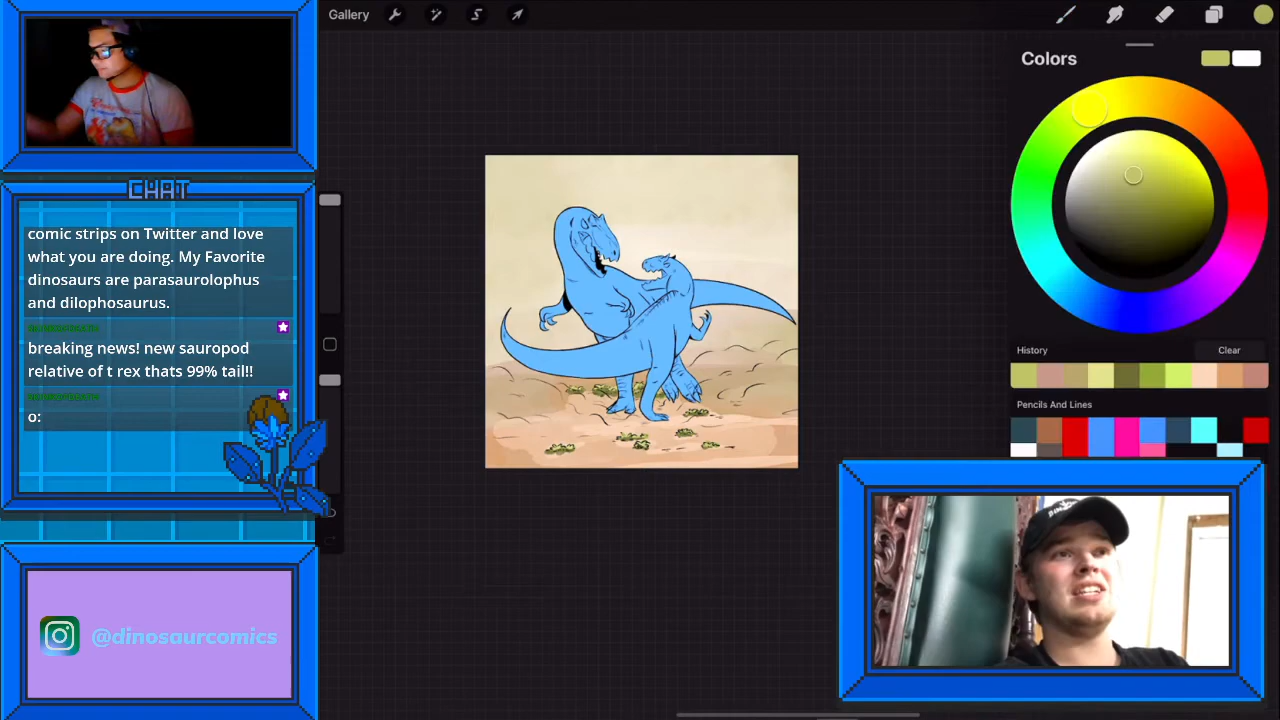 Gallery
Colors
CHAT
comic strips on Twitter and love
what you are doing. My Favorite
dinosaurs are parasaurolophus
and dilophosaurus.
breaking news! new sauropod
relative of t rex thats 99% tail!!
o:
History
Clear
Pencils And Lines
@dinosaurcomics